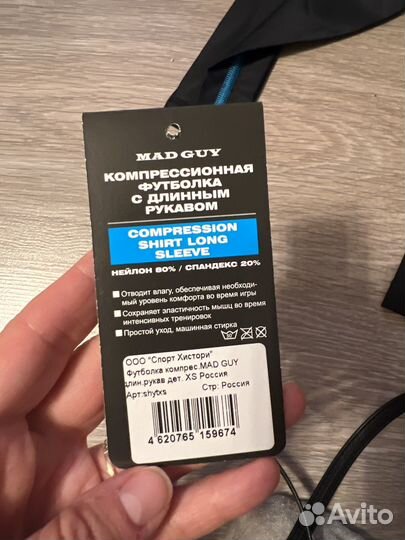 MAD GUY
КОМПРЕССИОННАЯ
ФУТБОЛКА
С ДЛИННЫМ
РУКАВОМ
COMPRESSION
SHIRT LONG
SLEEVE
НЕЙЛОН 80% / СПАНДЕКС 20%
Отводит влагу, обеспечивая необходи-
мый уровень комфорта во время игры
Сохраняет эластичность мышц во время
интенсивных тренировок
Простой уход, машинная стирка
ООО "Спорт Хистори"
Футболка компрес.MAD GUY
длин.рукав дет. XS Россия
Арт:shytxs Стр: Россия
4 620765 159674
Avito